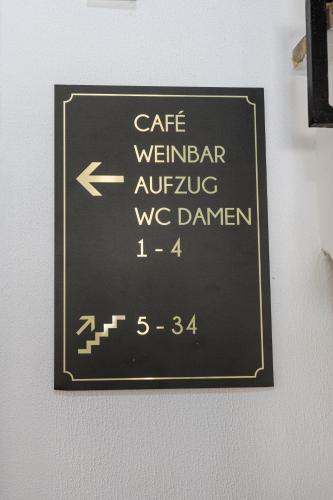 CAFÉ
WEINBAR
AUFZUG
WC DAMEN
1 - 4
5 - 34